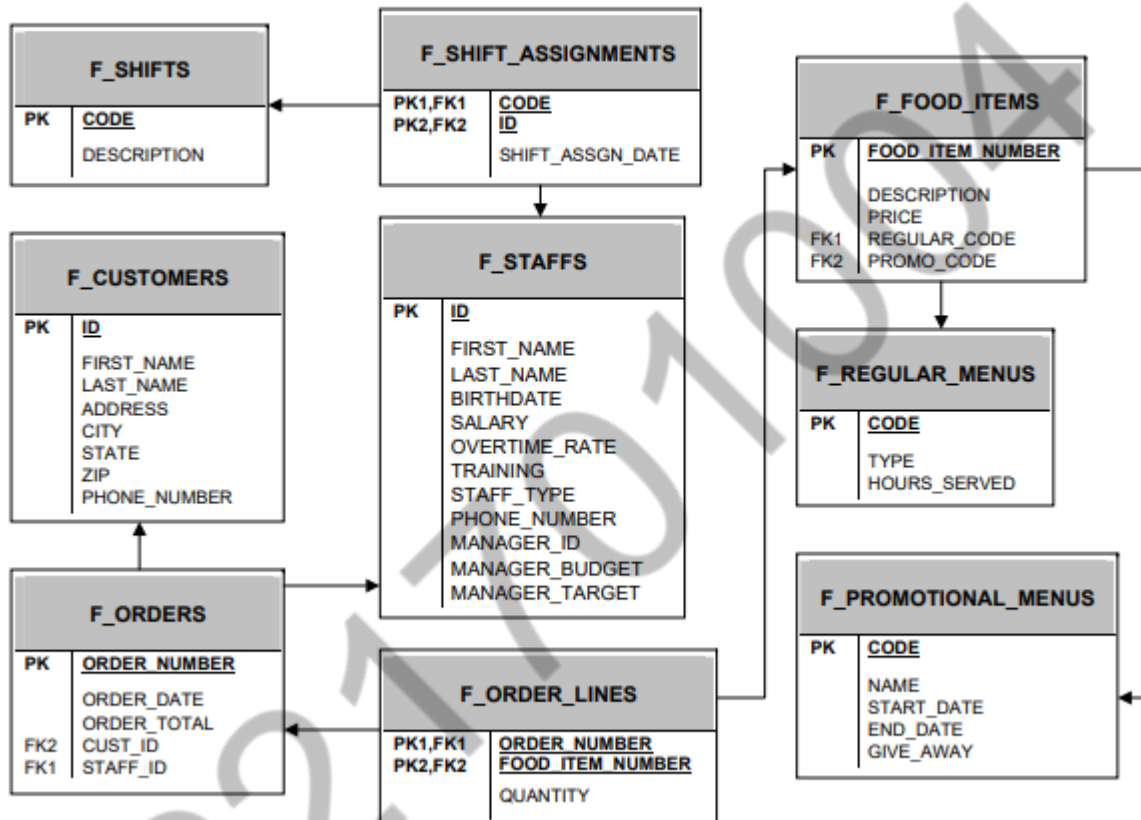 F_SHIFTS
PK CODE
DESCRIPTION
F_SHIFT_ASSIGNMENTS
PK1,FK1 CODE
PK2,FK2 ID
SHIFT_ASSGN_DATE
F_FOOD_ITEMS
PK FOOD_ITEM_NUMBER
DESCRIPTION
PRICE
FK1 REGULAR_CODE
FK2 PROMO_CODE
F_CUSTOMERS
PK ID
FIRST_NAME
LAST_NAME
ADDRESS
CITY
STATE
ZIP
PHONE_NUMBER
F_STAFFS
PK ID
FIRST_NAME
LAST_NAME
BIRTHDATE
SALARY
OVERTIME_RATE
TRAINING
STAFF_TYPE
PHONE_NUMBER
MANAGER_ID
MANAGER_BUDGET
MANAGER_TARGET
F_REGULAR_MENUS
PK CODE
TYPE
HOURS_SERVED
F_ORDERS
PK ORDER_NUMBER
ORDER_DATE
ORDER_TOTAL
FK2 CUST_ID
FK1 STAFF_ID
F_ORDER_LINES
PK1,FK1 ORDER_NUMBER
PK2,FK2 FOOD_ITEM_NUMBER
QUANTITY
F_PROMOTIONAL_MENUS
PK CODE
NAME
START_DATE
END_DATE
GIVE_AWAY